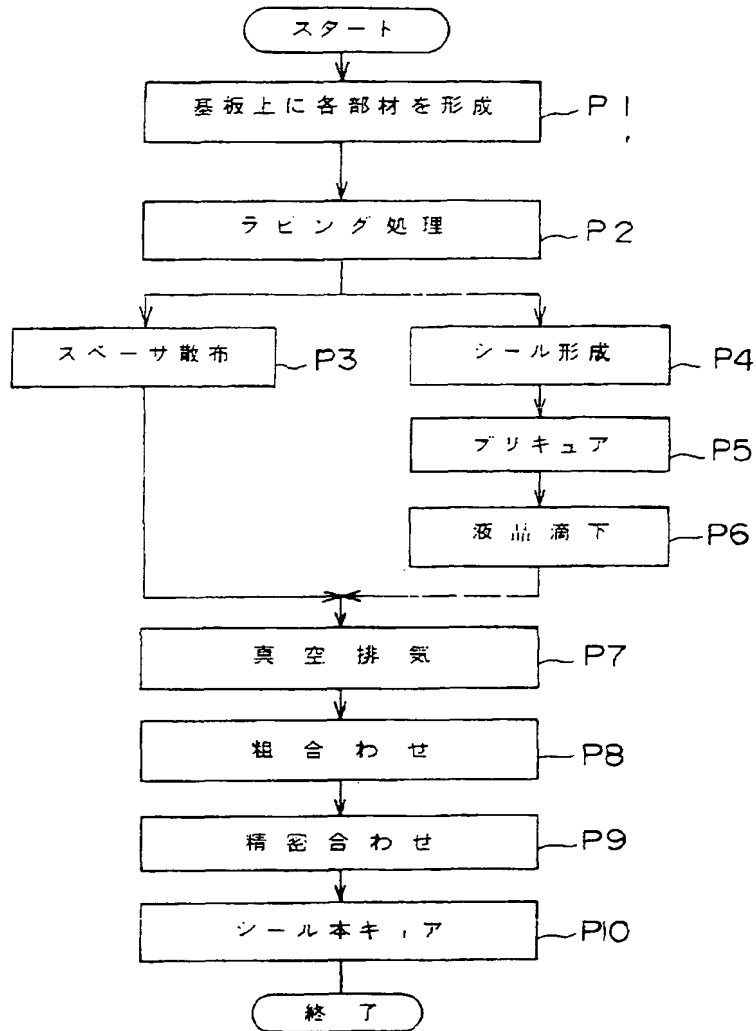 スタート
基板上に各部材を形成
P1
ラビング処理
P2
スペーサ散布
P3
シール形成
P4
プリキュア
P5
液晶滴下
P6
真空排気
P7
粗合わせ
P8
精密合わせ
P9
シール本キュア
P10
終了